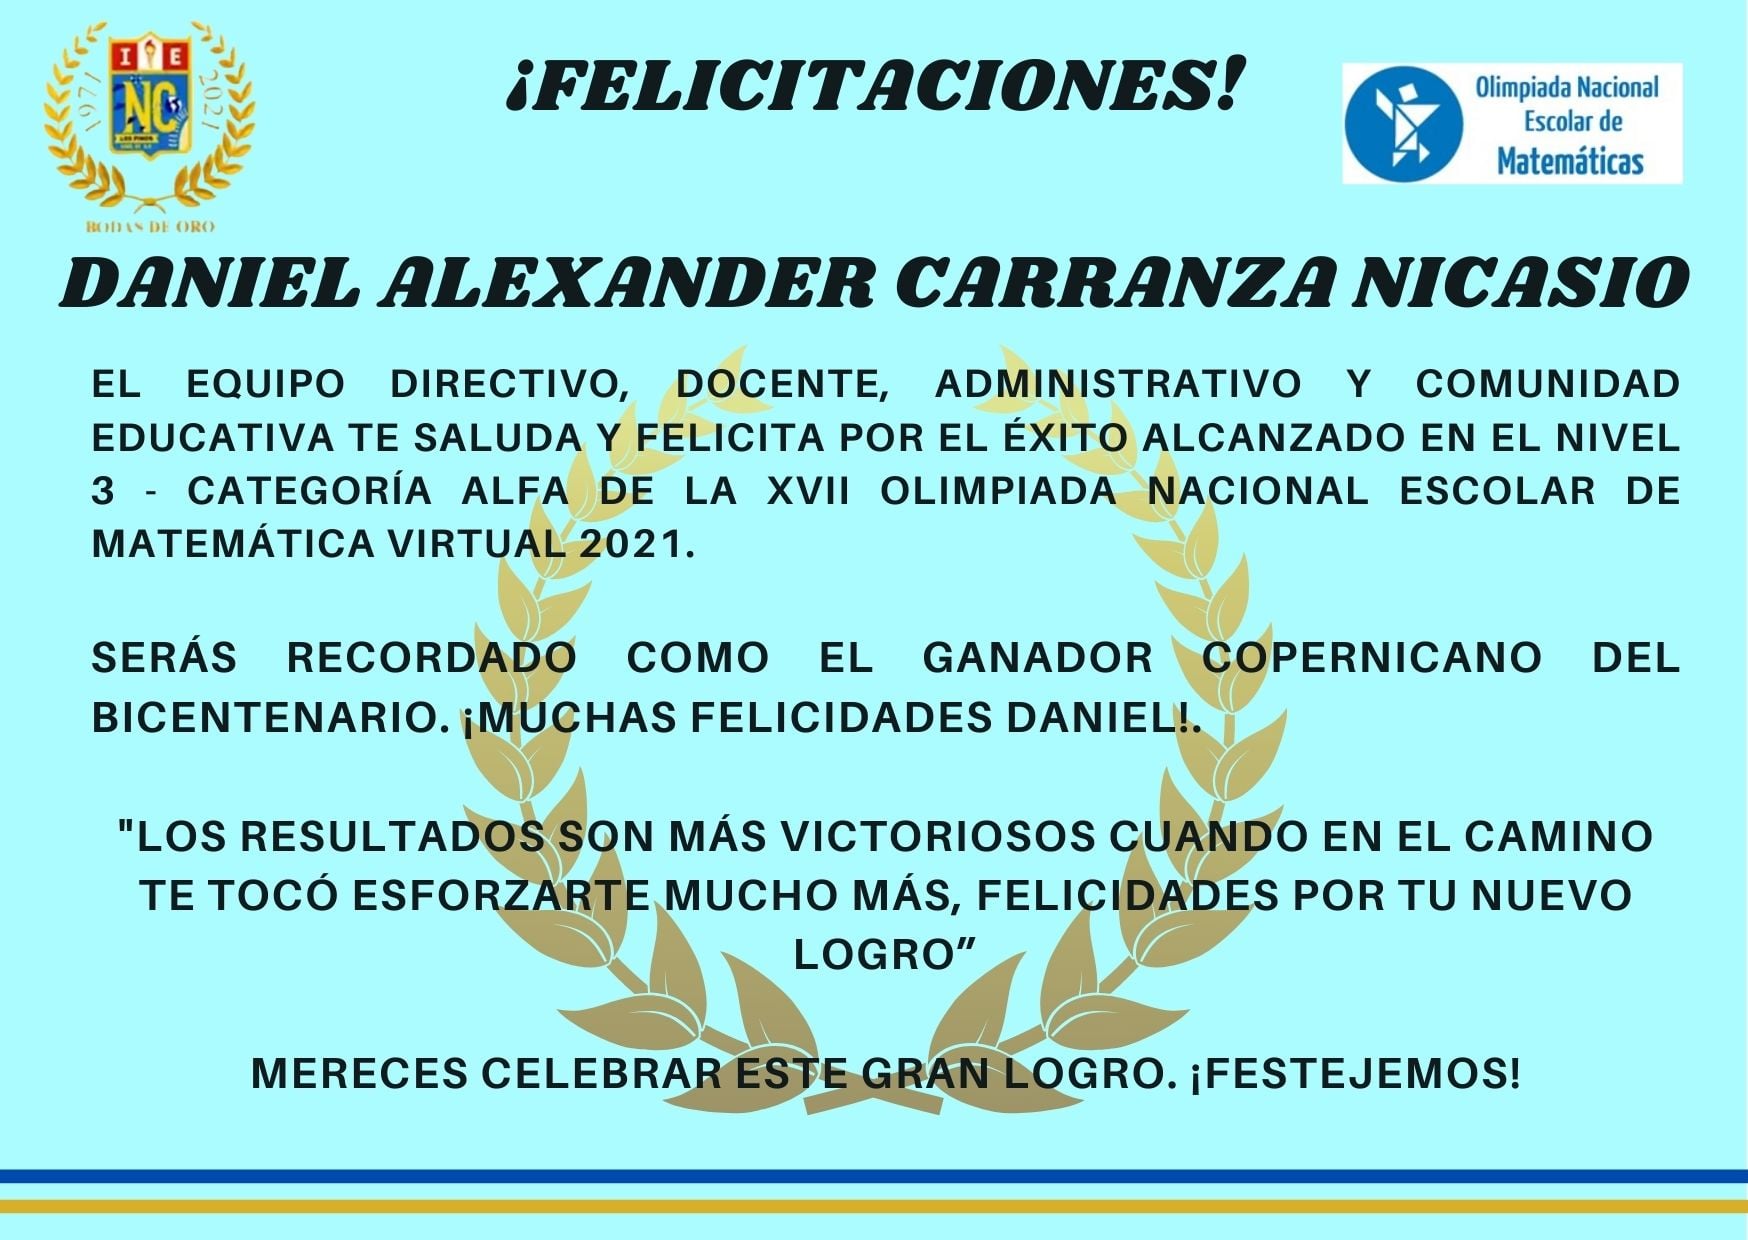 I E
1971
2021
NC
LOS PINOS
BODAS DE ORO
¡FELICITACIONES!
Olimpiada Nacional
Escolar de
Matemáticas
DANIEL ALEXANDER CARRANZA NICASIO
EL EQUIPO DIRECTIVO, DOCENTE, ADMINISTRATIVO Y COMUNIDAD
EDUCATIVA TE SALUDA Y FELICITA POR EL ÉXITO ALCANZADO EN EL NIVEL
3 - CATEGORÍA ALFA DE LA XVII OLIMPIADA NACIONAL ESCOLAR DE
MATEMÁTICA VIRTUAL 2021.
SERÁS RECORDADO COMO EL GANADOR COPERNICANO DEL
BICENTENARIO. ¡MUCHAS FELICIDADES DANIEL!.
"LOS RESULTADOS SON MÁS VICTORIOSOS CUANDO EN EL CAMINO
TE TOCÓ ESFORZARTE MUCHO MÁS, FELICIDADES POR TU NUEVO
LOGRO”
MERECES CELEBRAR ESTE GRAN LOGRO. ¡FESTEJEMOS!